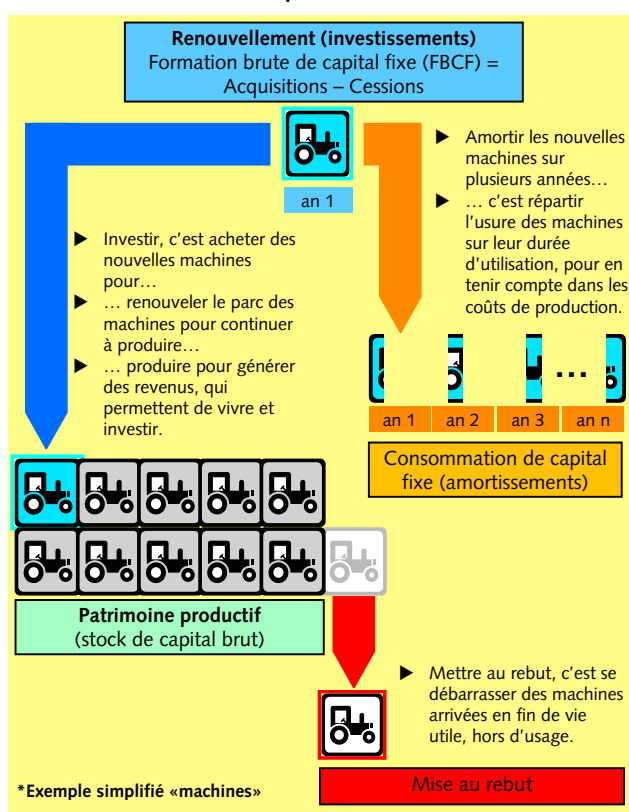 Renouvellement (investissements)
Formation brute de capital fixe (FBCF) =
Acquisitions – Cessions
an 1
▶ Amortir les nouvelles
machines sur
plusieurs années…
▶ … c'est répartir
l'usure des machines
sur leur durée
d'utilisation, pour en
tenir compte dans les
coûts de production.
▶ Investir, c'est acheter des
nouvelles machines
pour…
▶ … renouveler le parc des
machines pour continuer
à produire…
▶ … produire pour générer
des revenus, qui
permettent de vivre et
investir.
…
an 1 an 2 an 3 an n
Consommation de capital
fixe (amortissements)
Patrimoine productif
(stock de capital brut)
▶ Mettre au rebut, c'est se
débarrasser des machines
arrivées en fin de vie
utile, hors d'usage.
Mise au rebut
*Exemple simplifié «machines»